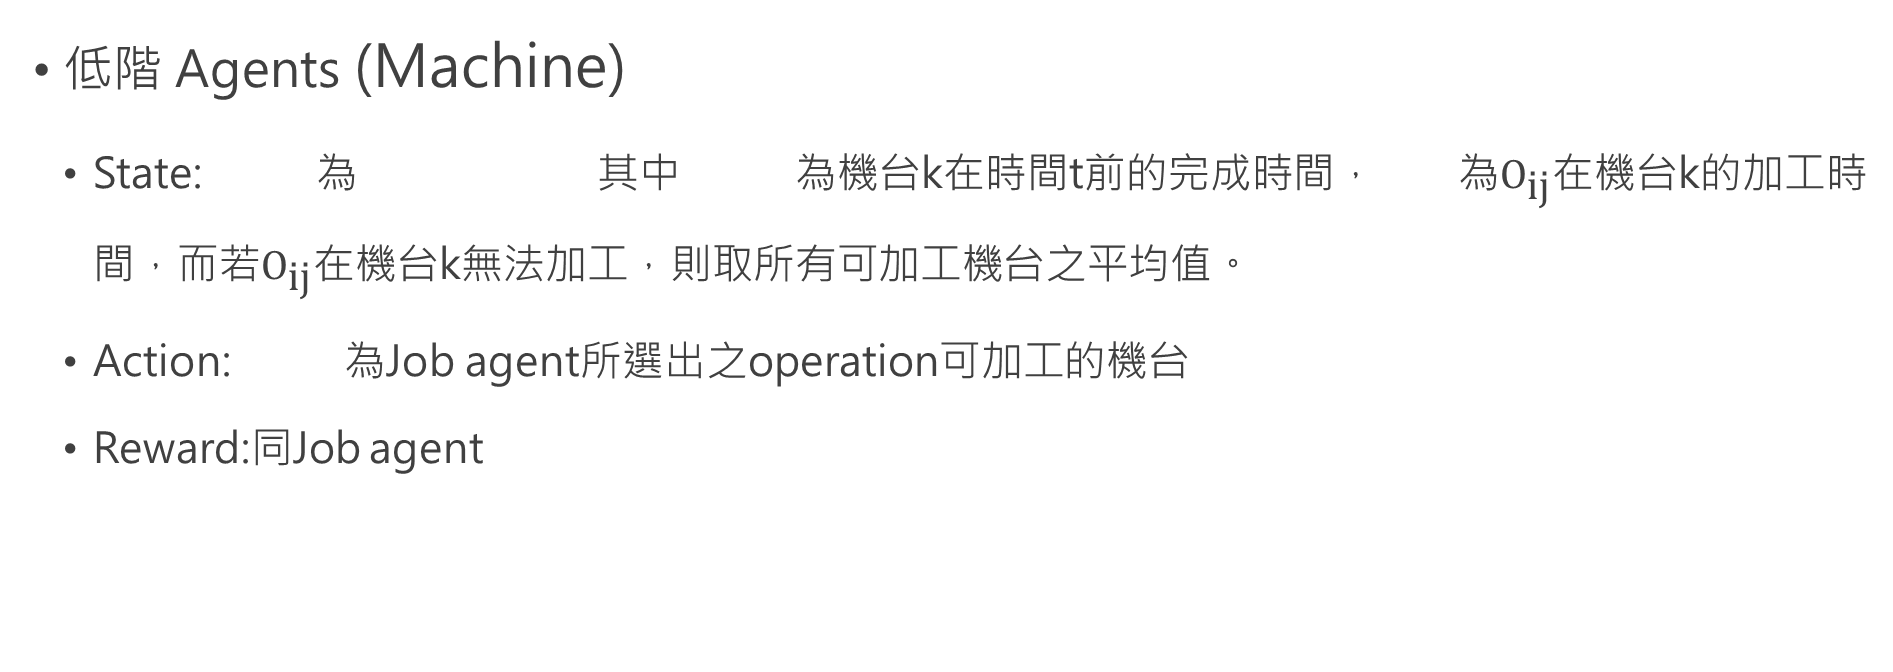 • 低階 Agents (Machine)
• State: 為 其中 為機台k在時間t前的完成時間， 為O_ij在機台k的加工時
間，而若O_ij在機台k無法加工，則取所有可加工機台之平均值。
• Action: 為Job agent所選出之operation可加工的機台
• Reward:同Job agent